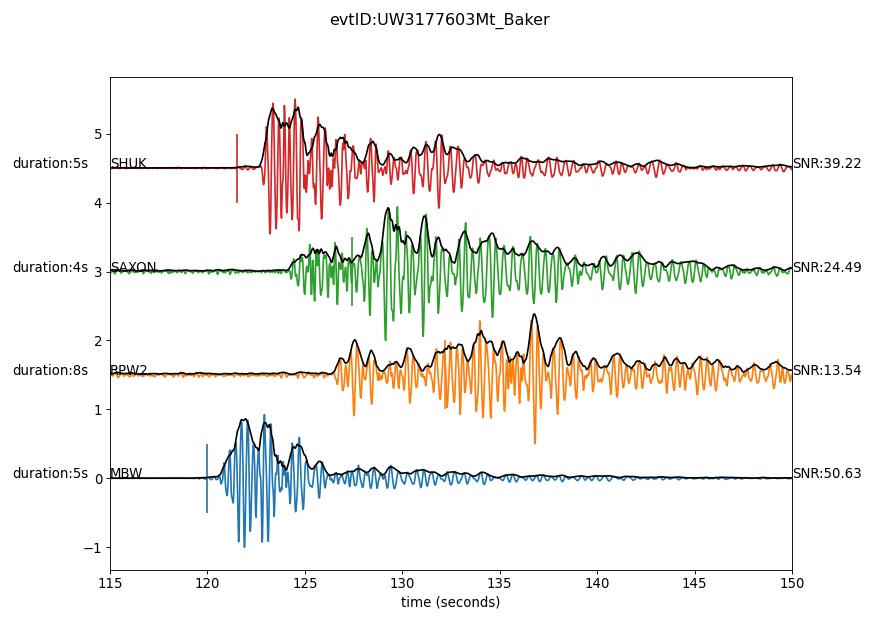 evtID:UW3177603Mt_Baker
5
duration:5s SHUK SNR:39.22
4
duration:4s SAXON SNR:24.49
3
2
duration:8s RPW2 SNR:13.54
1
duration:5s MBW SNR:50.63
0
−1
115 120 125 130 135 140 145 150
time (seconds)